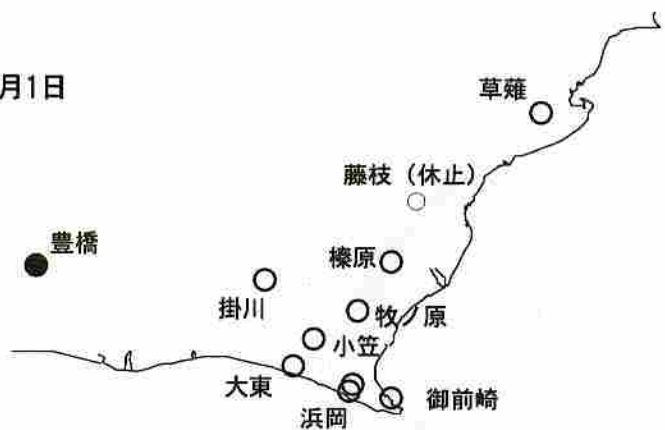 月1日
草薙
藤枝（休止）
豊橋
榛原
掛川
牧ノ原
小笠
大東
浜岡
御前崎